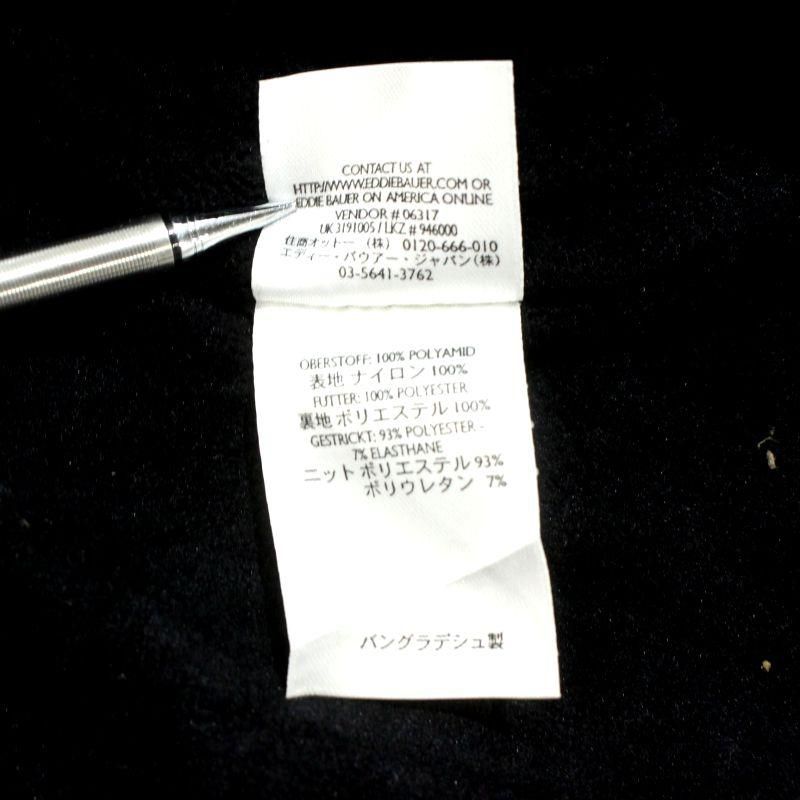 CONTACT US AT
HTTP://WWW.EDDIEBAUER.COM OR
EDDIE BAUER ON AMERICA ONLINE
VENDOR # 06317
UK 3191005 / LKZ # 946000
住商オットー (株) 0120-666-010
エディー・バウアー・ジャパン(株)
03-5641-3762
OBERSTOFF: 100% POLYAMID
表地 ナイロン 100%
FUTTER: 100% POLYESTER
裏地 ポリエステル 100%
GESTRICKT: 93% POLYESTER -
7% ELASTHANE
ニット ポリエステル 93%
ポリウレタン 7%
バングラデシュ製